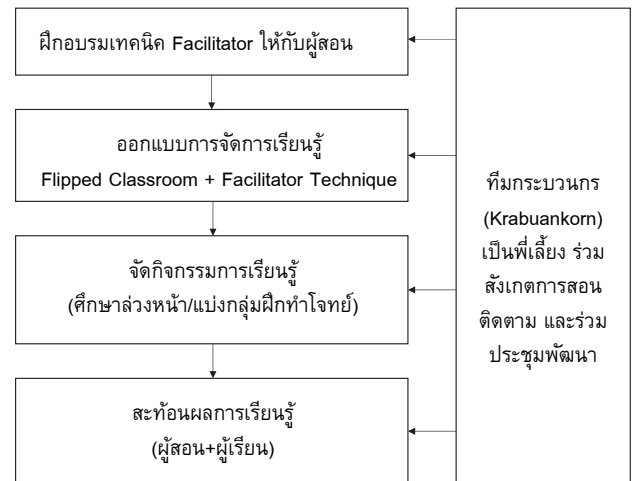 ฝึกอบรมเทคนิค Facilitator ให้กับผู้สอน
ออกแบบการจัดการเรียนรู้
Flipped Classroom + Facilitator Technique
จัดกิจกรรมการเรียนรู้
(ศึกษาล่วงหน้า/แบ่งกลุ่มฝึกทำโจทย์)
สะท้อนผลการเรียนรู้
(ผู้สอน+ผู้เรียน)
ทีมกระบวนกร
(Krabuankorn)
เป็นพี่เลี้ยง ร่วม
สังเกตการสอน
ติดตาม และร่วม
ประชุมพัฒนา